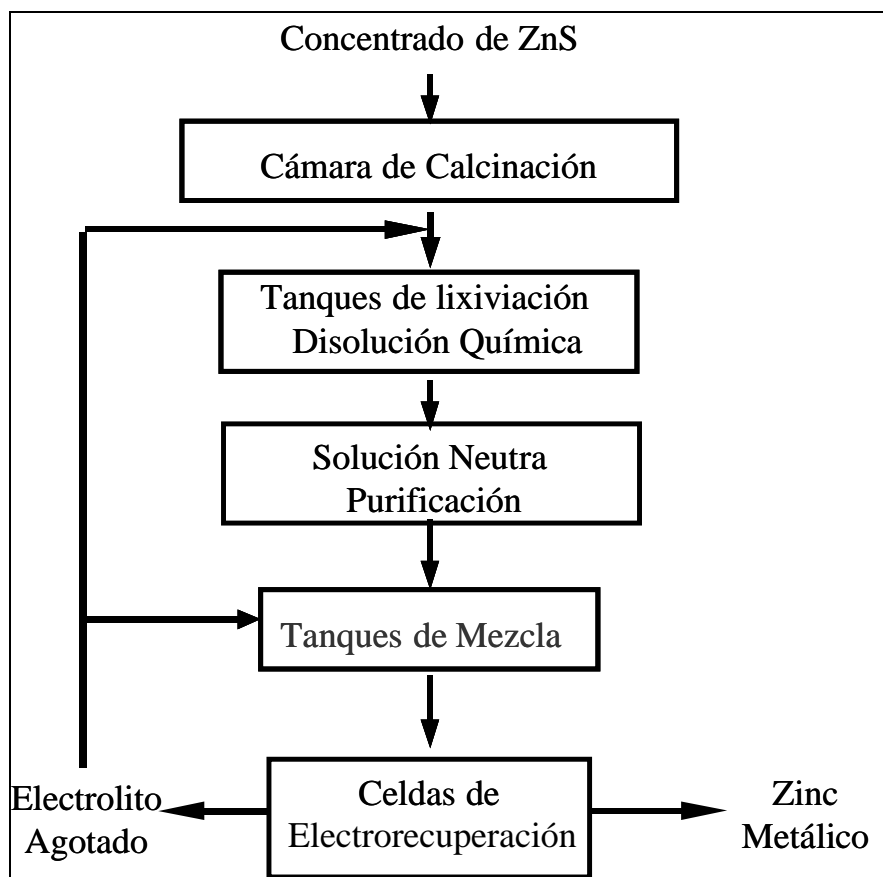 Concentrado de ZnS
Cámara de Calcinación
Tanques de lixiviación
Disolución Química
Solución Neutra
Purificación
Tanques de Mezcla
Celdas de
Electrorecuperación
Electrolito
Agotado
Zinc
Metálico